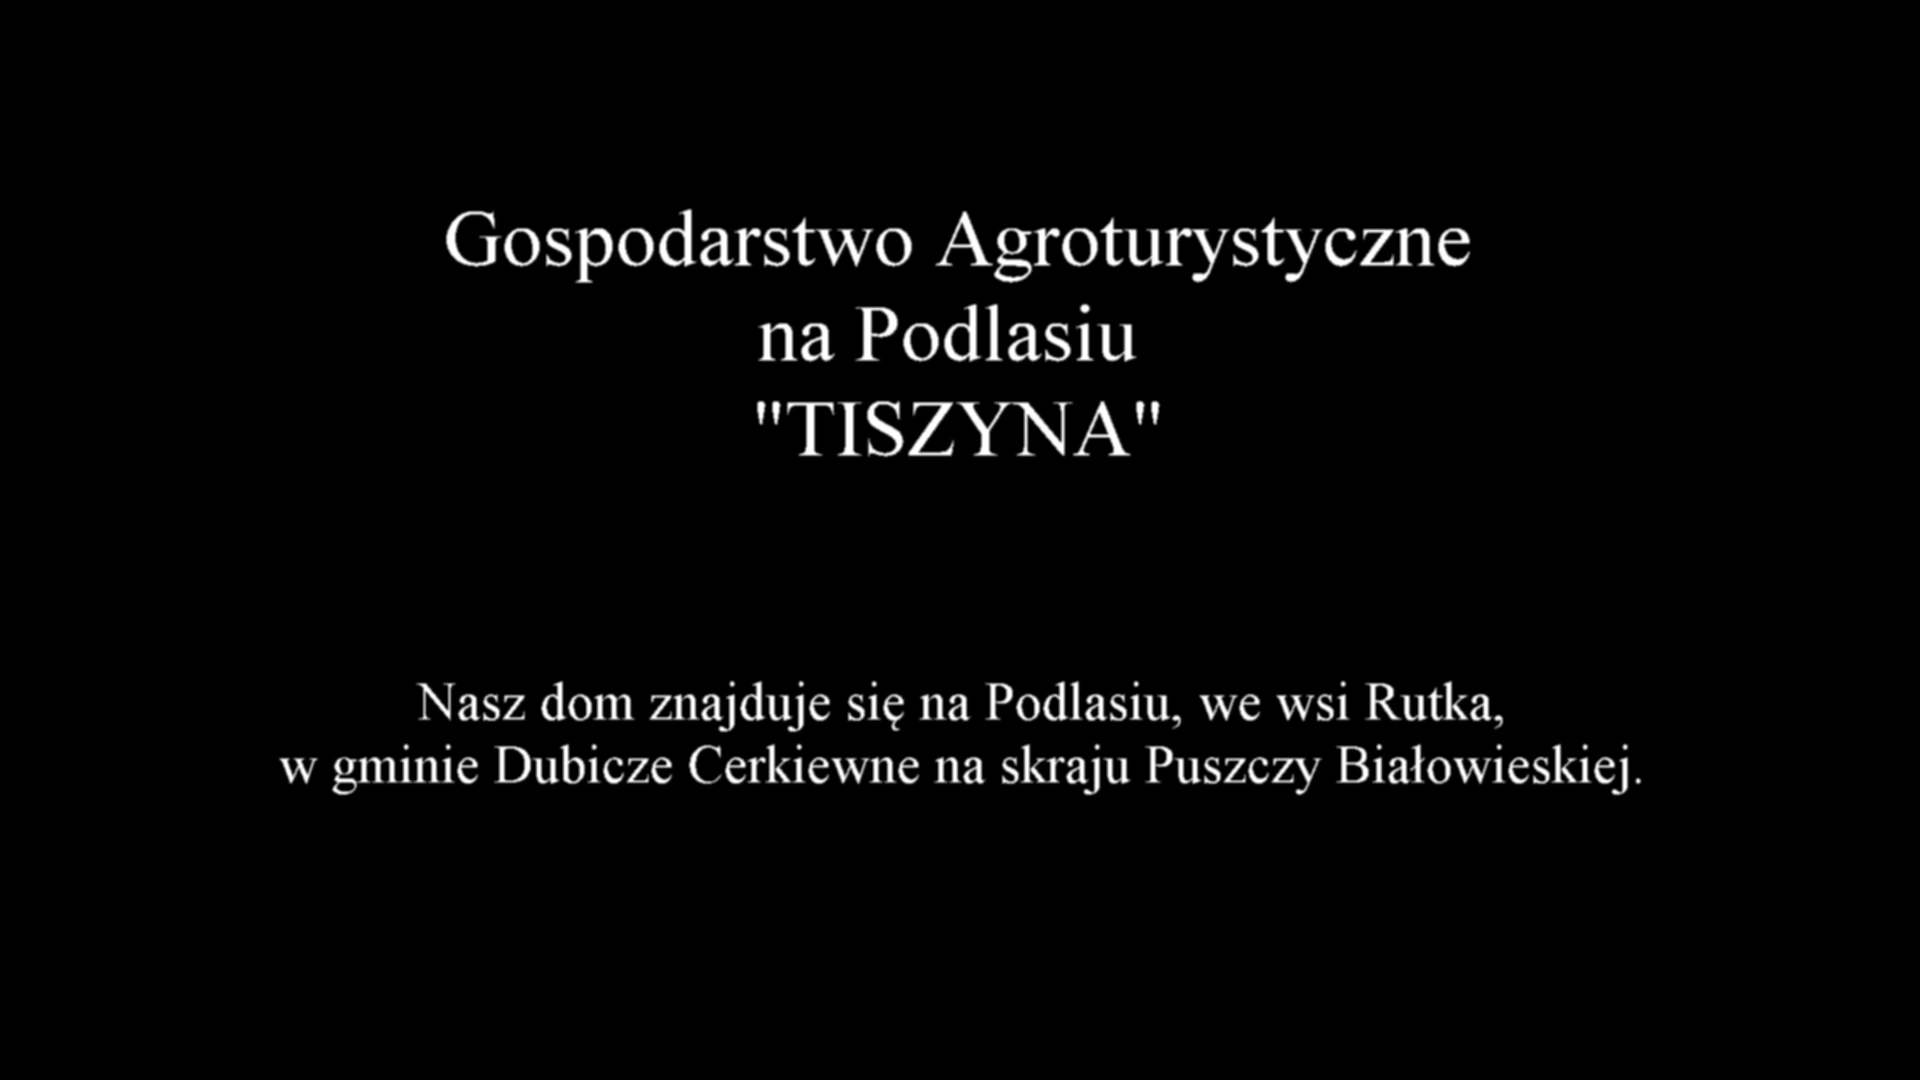 Gospodarstwo Agroturystyczne
na Podlasiu
"TISZYNA"
Nasz dom znajduje się na Podlasiu, we wsi Rutka,
w gminie Dubicze Cerkiewne na skraju Puszczy Białowieskiej.